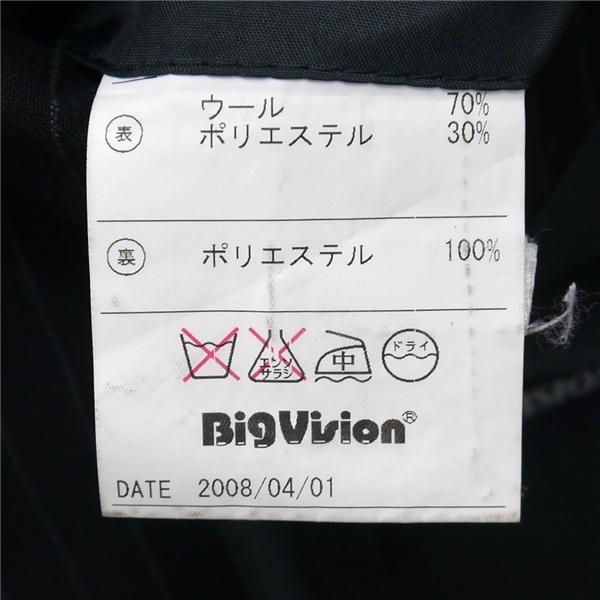 表 ウール 70%
ポリエステル 30%
裏 ポリエステル 100%
エンソ
サラシ 中 ドライ
BigVision®
DATE 2008/04/01